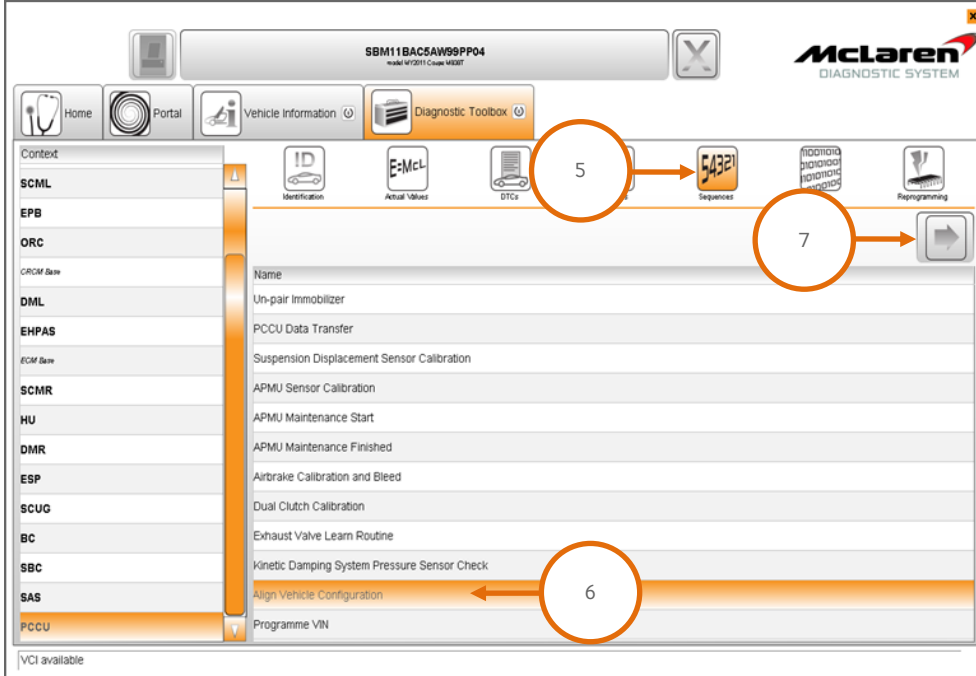 SBM11BAC5AW99PP04
model MY2011 Coupe M838T
X
McLaren
DIAGNOSTIC SYSTEM
Home
Portal
Vehicle Information
Diagnostic Toolbox
Context
SCML
EPB
ORC
CRCM Base
DML
EHPAS
ECM Base
SCMR
HU
DMR
ESP
SCUG
BC
SBC
SAS
PCCU
ID
Identification
E=McL
Actual Values
DTCs
5
54321
Sequences
Reprogramming
7
Name
Un-pair Immobilizer
PCCU Data Transfer
Suspension Displacement Sensor Calibration
APMU Sensor Calibration
APMU Maintenance Start
APMU Maintenance Finished
Airbrake Calibration and Bleed
Dual Clutch Calibration
Exhaust Valve Learn Routine
Kinetic Damping System Pressure Sensor Check
Align Vehicle Configuration
6
Programme VIN
VCI available